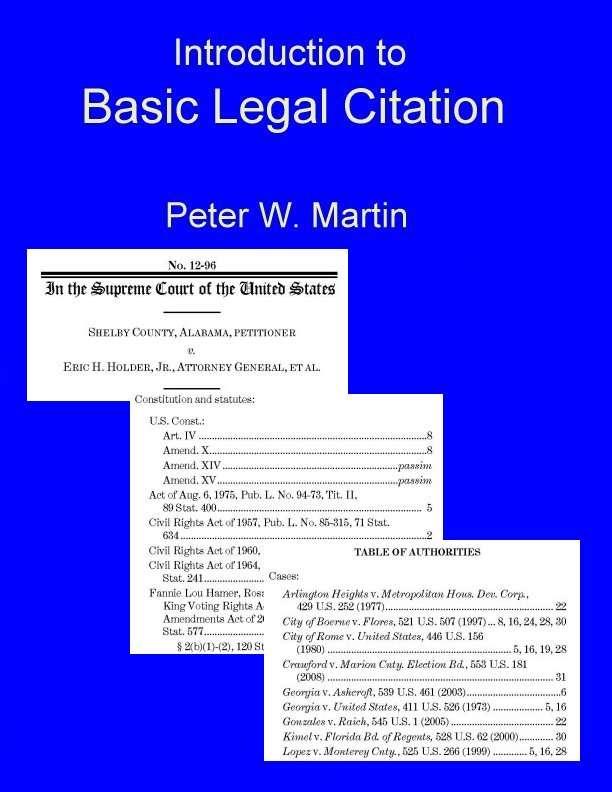 Introduction to
Basic Legal Citation
Peter W. Martin
No. 12-96
In the Supreme Court of the United States
SHELBY COUNTY, ALABAMA, PETITIONER
v.
ERIC H. HOLDER, JR., ATTORNEY GENERAL, ET AL.
Constitution and statutes:
U.S. Const.:
Art. IV ........................................................................................8
Amend. X....................................................................................8
Amend. XIV....................................................................passim
Amend. XV......................................................................passim
Act of Aug. 6, 1975, Pub. L. No. 94-73, Tit. II,
89 Stat. 400................................................................................ 5
Civil Rights Act of 1957, Pub. L. No. 85-315, 71 Stat.
634...............................................................................................2
Civil Rights Act of 1960,
Civil Rights Act of 1964,
Stat. 241......................
Fannie Lou Hamer, Rosa
King Voting Rights A
Amendments Act of 20
Stat. 577......................
§ 2(b)(1)-(2), 120 St
TABLE OF AUTHORITIES
Cases:
Arlington Heights v. Metropolitan Hous. Dev. Corp.,
429 U.S. 252 (1977)................................................................ 22
City of Boerne v. Flores, 521 U.S. 507 (1997)... 8, 16, 24, 28, 30
City of Rome v. United States, 446 U.S. 156
(1980) ..................................................................... 5, 16, 19, 28
Crawford v. Marion Cnty. Election Bd., 553 U.S. 181
(2008) ....................................................................................... 31
Georgia v. Ashcroft, 539 U.S. 461 (2003)....................................6
Georgia v. United States, 411 U.S. 526 (1973) ................... 5, 16
Gonzales v. Raich, 545 U.S. 1 (2005) ........................................ 22
Kimel v. Florida Bd. of Regents, 528 U.S. 62 (2000)............. 30
Lopez v. Monterey Cnty., 525 U.S. 266 (1999) ............. 5, 16, 28